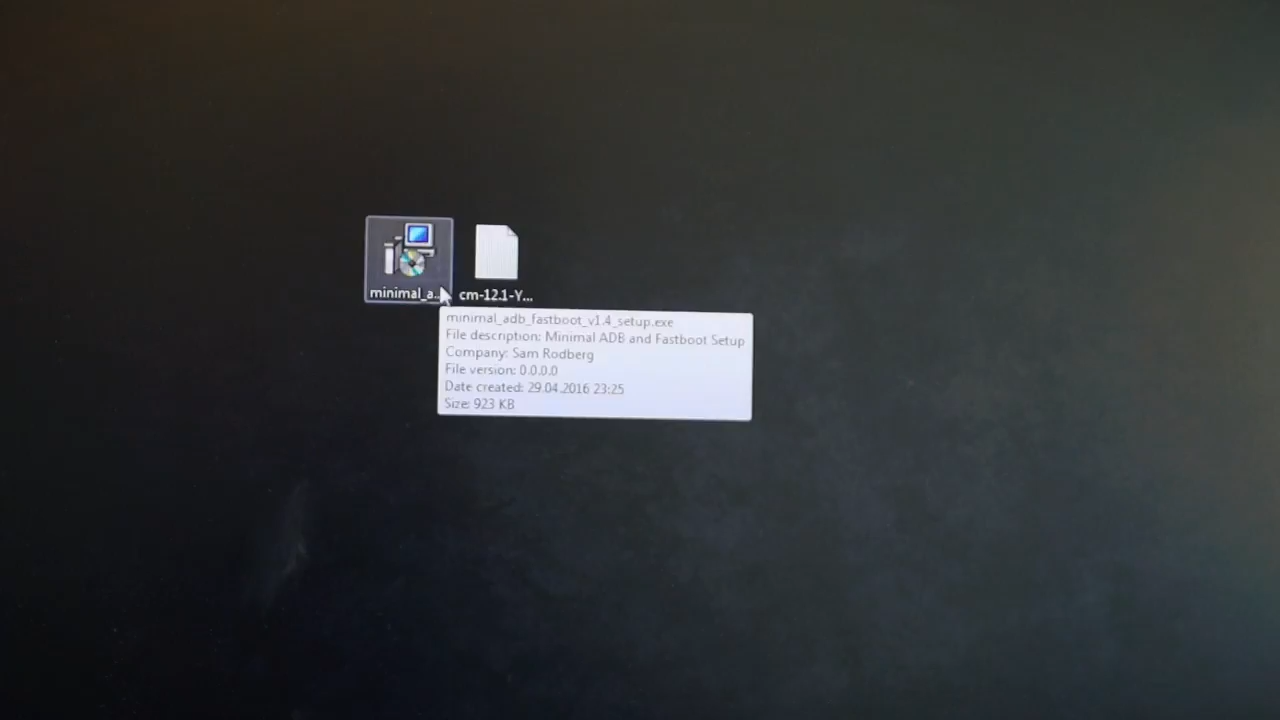 minimal_a... cm-12.1-Y...
minimal_adb_fastboot_v1.4_setup.exe
File description: Minimal ADB and Fastboot Setup
Company: Sam Rodberg
File version: 0.0.0.0
Date created: 29.04.2016 23:25
Size: 923 KB